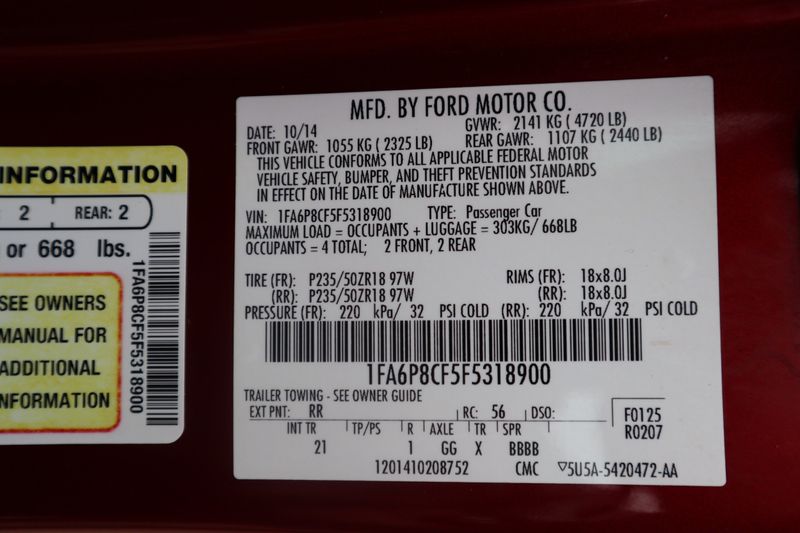 INFORMATION
: 2 REAR: 2
or 668 lbs.
SEE OWNERS
MANUAL FOR
ADDITIONAL
INFORMATION
1FA6P8CF5F5318900
MFD. BY FORD MOTOR CO.
DATE: 10/14 GVWR: 2141 KG ( 4720 LB)
FRONT GAWR: 1055 KG ( 2325 LB) REAR GAWR: 1107 KG ( 2440 LB)
THIS VEHICLE CONFORMS TO ALL APPLICABLE FEDERAL MOTOR
VEHICLE SAFETY, BUMPER, AND THEFT PREVENTION STANDARDS
IN EFFECT ON THE DATE OF MANUFACTURE SHOWN ABOVE.
VIN: 1FA6P8CF5F5318900 TYPE: Passenger Car
MAXIMUM LOAD = OCCUPANTS + LUGGAGE = 303KG/ 668LB
OCCUPANTS = 4 TOTAL; 2 FRONT, 2 REAR
TIRE (FR): P235/50ZR18 97W RIMS (FR): 18x8.0J
(RR): P235/50ZR18 97W (RR): 18x8.0J
PRESSURE (FR): 220 kPa/ 32 PSI COLD (RR): 220 kPa/ 32 PSI COLD
1FA6P8CF5F5318900
TRAILER TOWING - SEE OWNER GUIDE
EXT PNT: RR RC: 56 DSO: F0125
INT TR TP/PS R AXLE TR SPR R0207
21 1 GG X BBBB
1201410208752 CMC ▽5U5A-5420472-AA